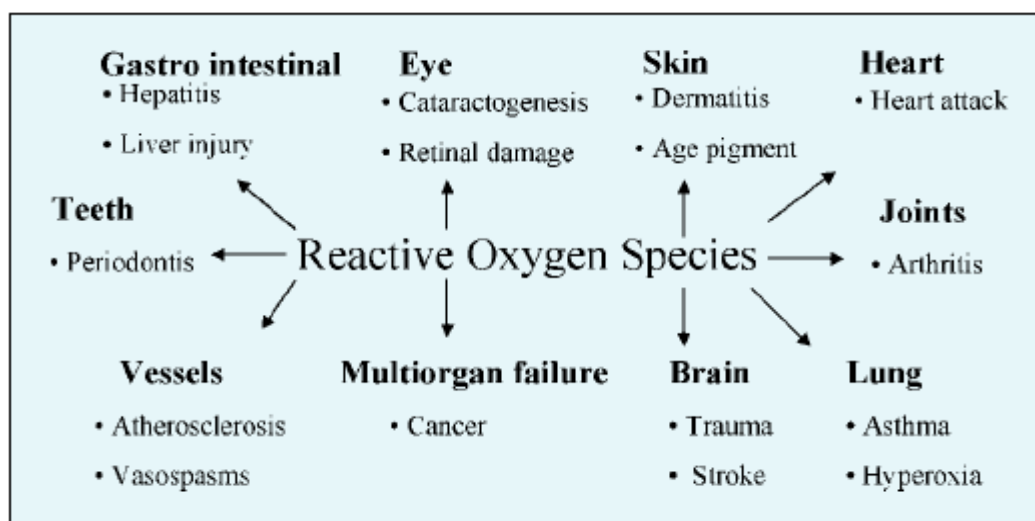 Gastro intestinal
• Hepatitis
• Liver injury
Eye
• Cataractogenesis
• Retinal damage
Skin
• Dermatitis
• Age pigment
Heart
• Heart attack
Teeth
• Periodontis
Reactive Oxygen Species
Joints
• Arthritis
Vessels
• Atherosclerosis
• Vasospasms
Multiorgan failure
• Cancer
Brain
• Trauma
• Stroke
Lung
• Asthma
• Hyperoxia